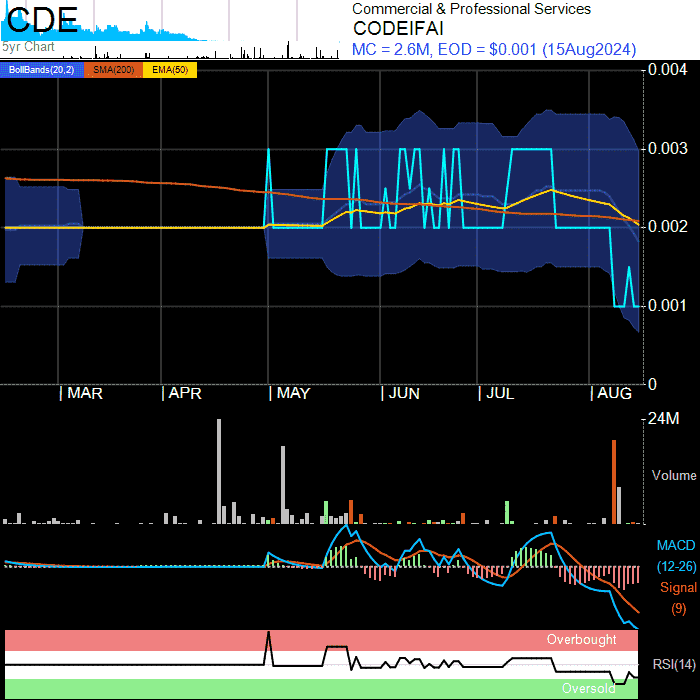 CDE
5yr Chart
Commercial & Professional Services
CODEIFAI
MC = 2.6M, EOD = $0.001 (15Aug2024)
BollBands(20,2) SMA(200) EMA(50)
0.004
0.003
0.002
0.001
0
MAR APR MAY JUN JUL AUG
24M
Volume
MACD
(12-26)
Signal
(9)
Overbought
RSI(14)
Oversold